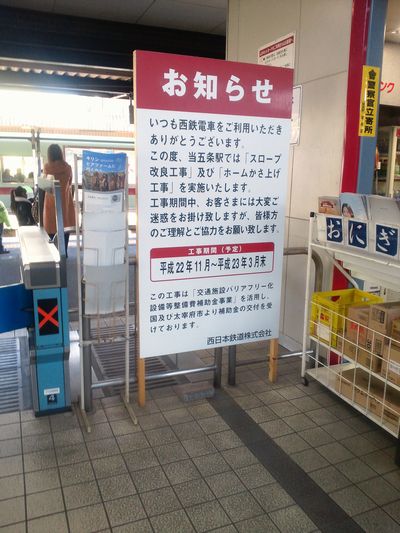 お知らせ
いつも西鉄電車をご利用いただき
ありがとうございます。
この度、当五条駅では「スロープ
改良工事」及び「ホームかさ上げ
工事」を実施いたします。
工事期間中、お客さまには大変ご
迷惑をお掛け致しますが、皆様方
のご理解とご協力をお願い致します。
工事期間（予定）
平成22年11月～平成23年3月末
この工事は「交通施設バリアフリー化
設備等整備費補助金事業」を活用し、
国及び太宰府市より補助金の交付を受
けております。
西日本鉄道株式会社
警察官立寄所
おにぎ
キリン
4